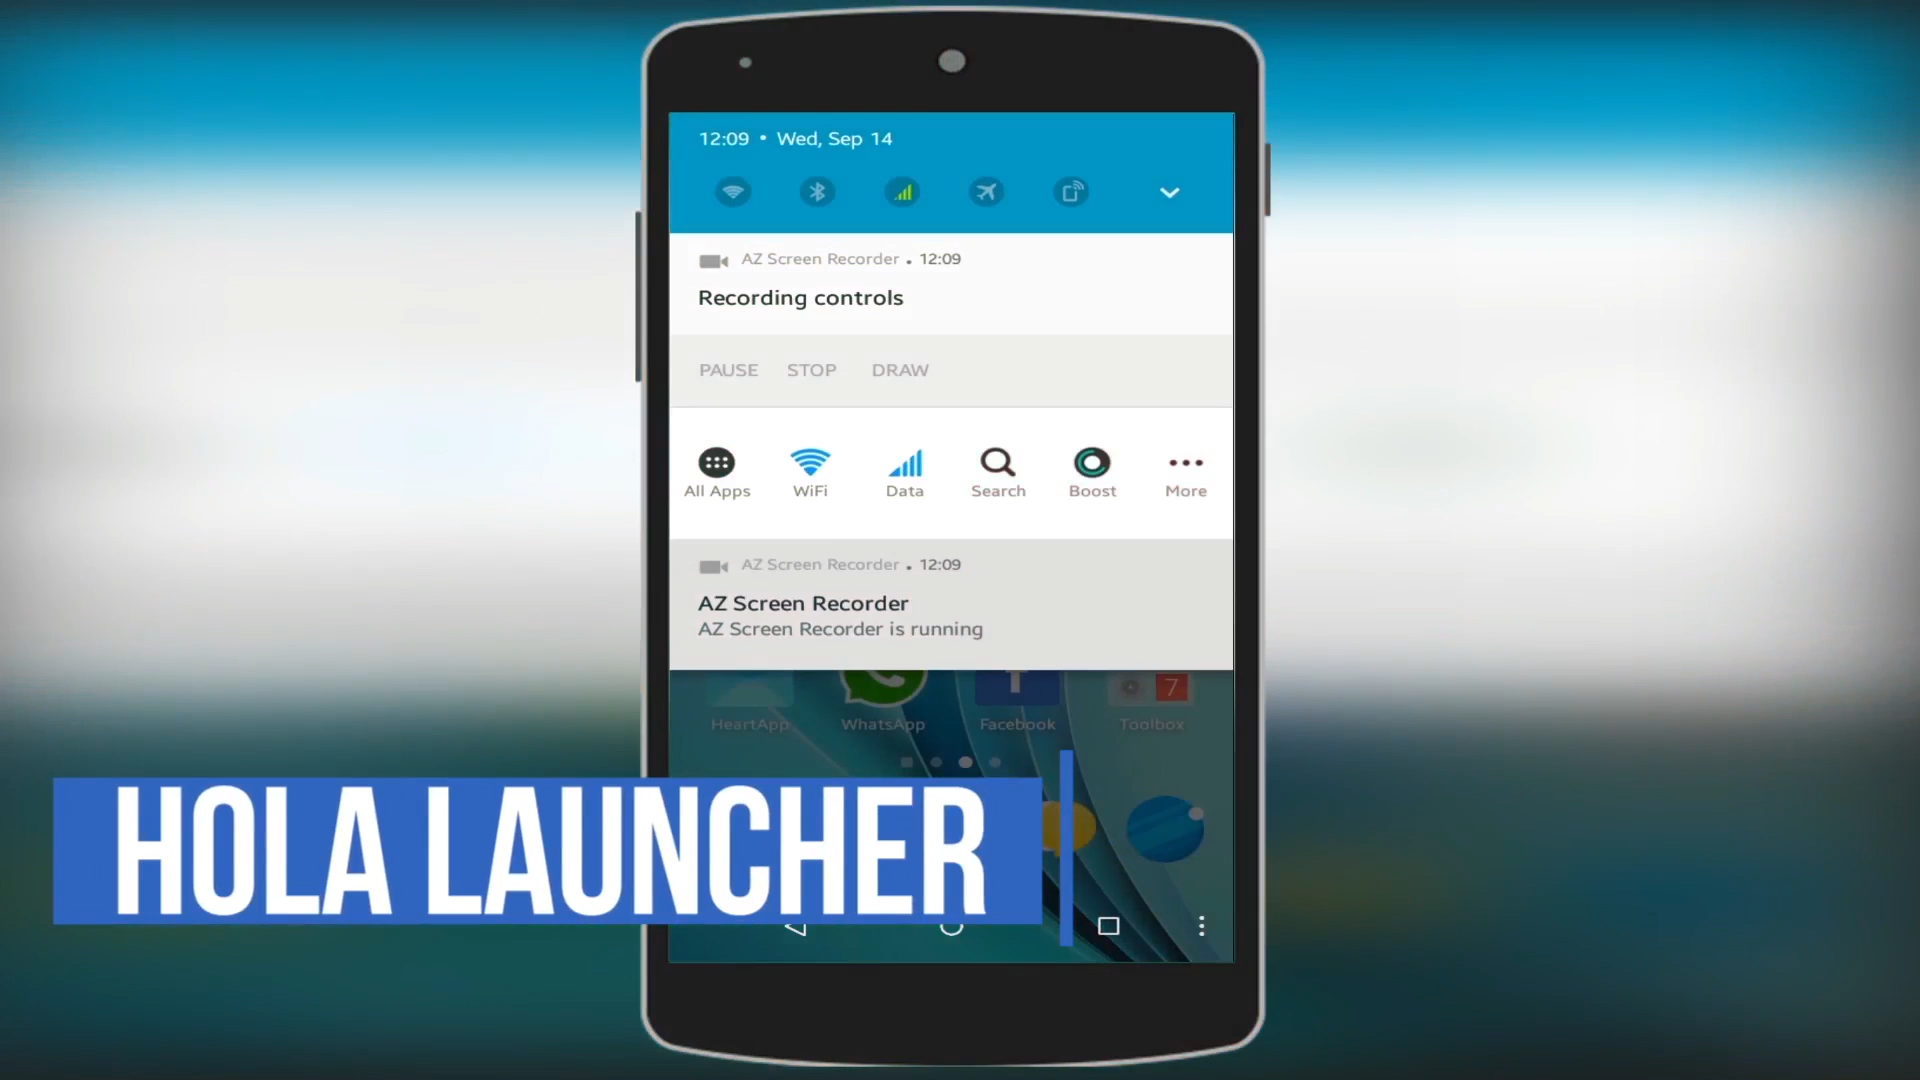 12:09 • Wed, Sep 14
AZ Screen Recorder . 12:09
Recording controls
PAUSE STOP DRAW
All Apps WiFi Data Search Boost More
AZ Screen Recorder . 12:09
AZ Screen Recorder
AZ Screen Recorder is running
7
HeartApp WhatsApp Facebook Toolbox
HOLA LAUNCHER